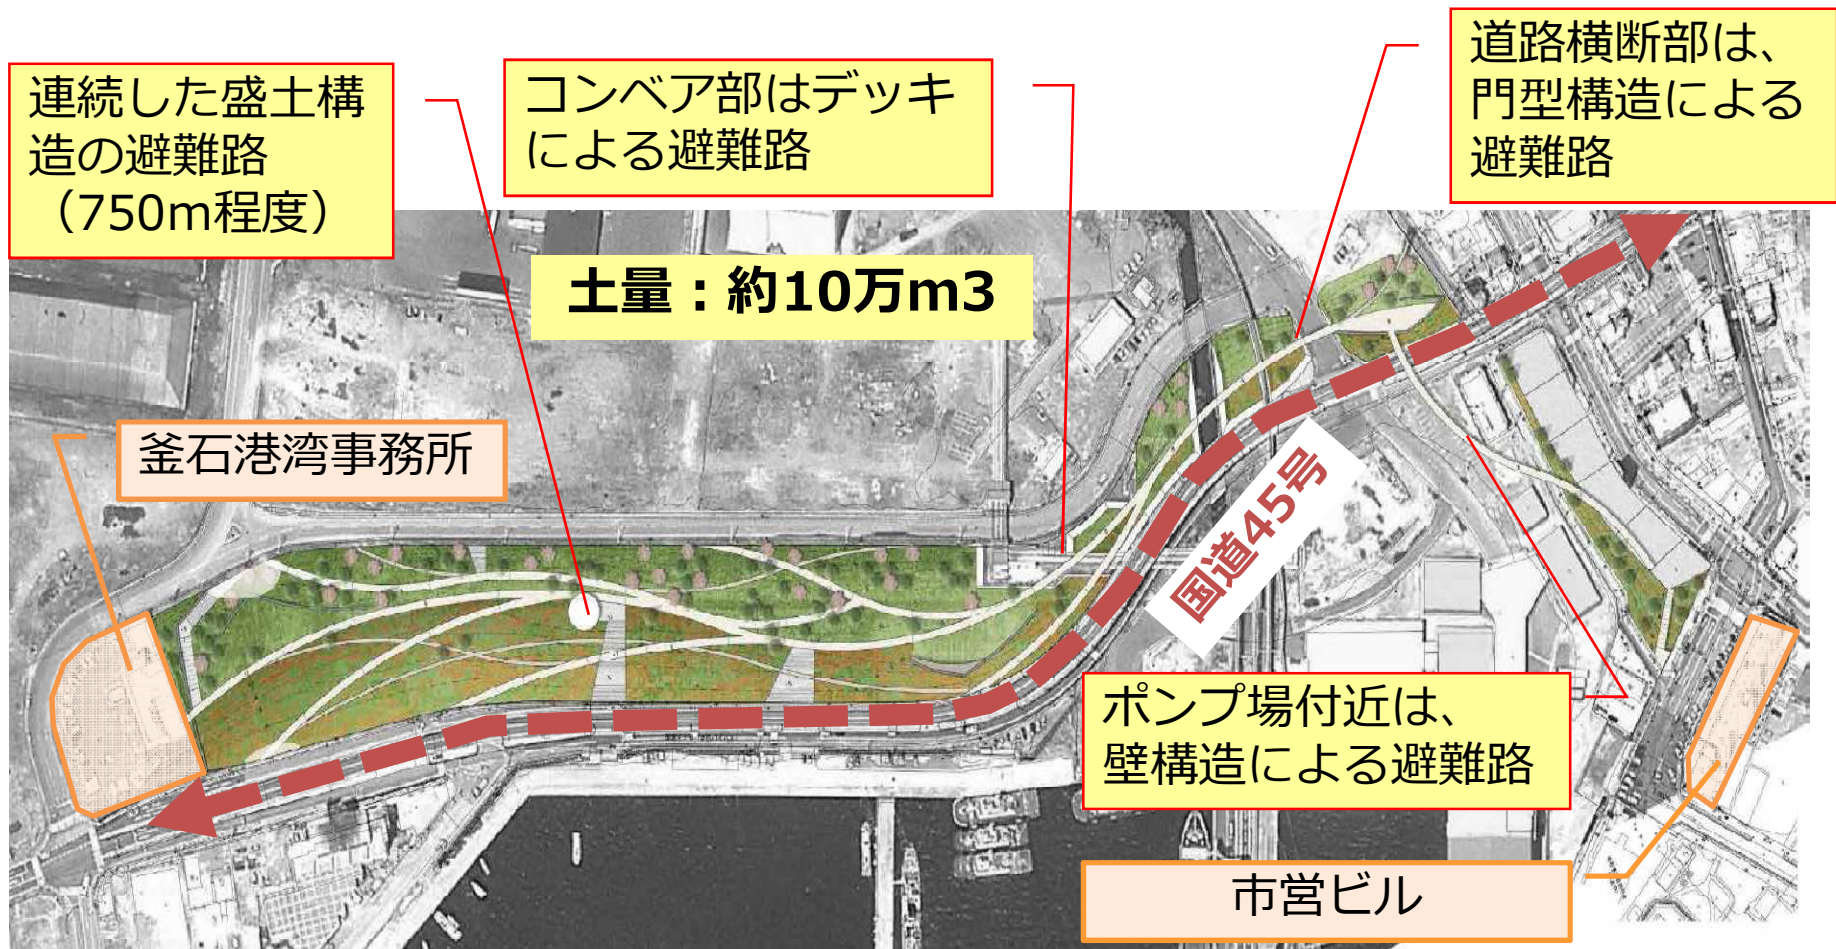 連続した盛土構
造の避難路
（750m程度）
コンベア部はデッキ
による避難路
道路横断部は、
門型構造による
避難路
土量：約10万m3
釜石港湾事務所
国道45号
ポンプ場付近は、
壁構造による避難路
市営ビル